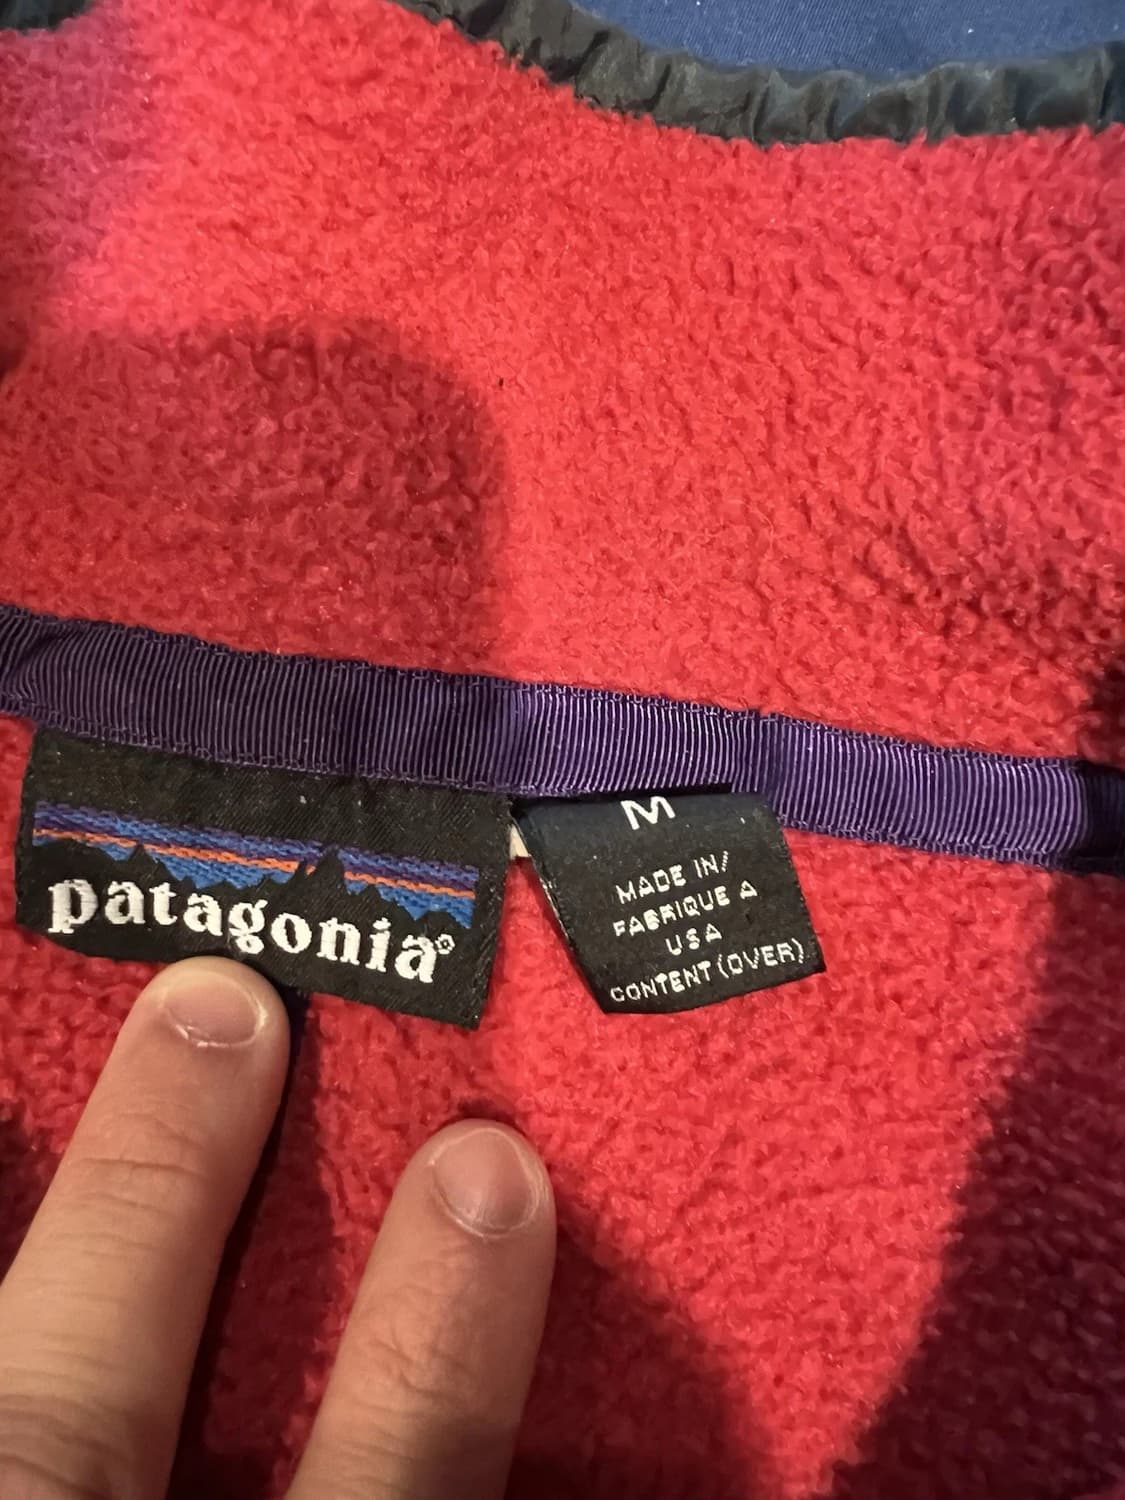 patagonia®
M
MADE IN/
FABRIQUE A
USA
CONTENT (OVER)